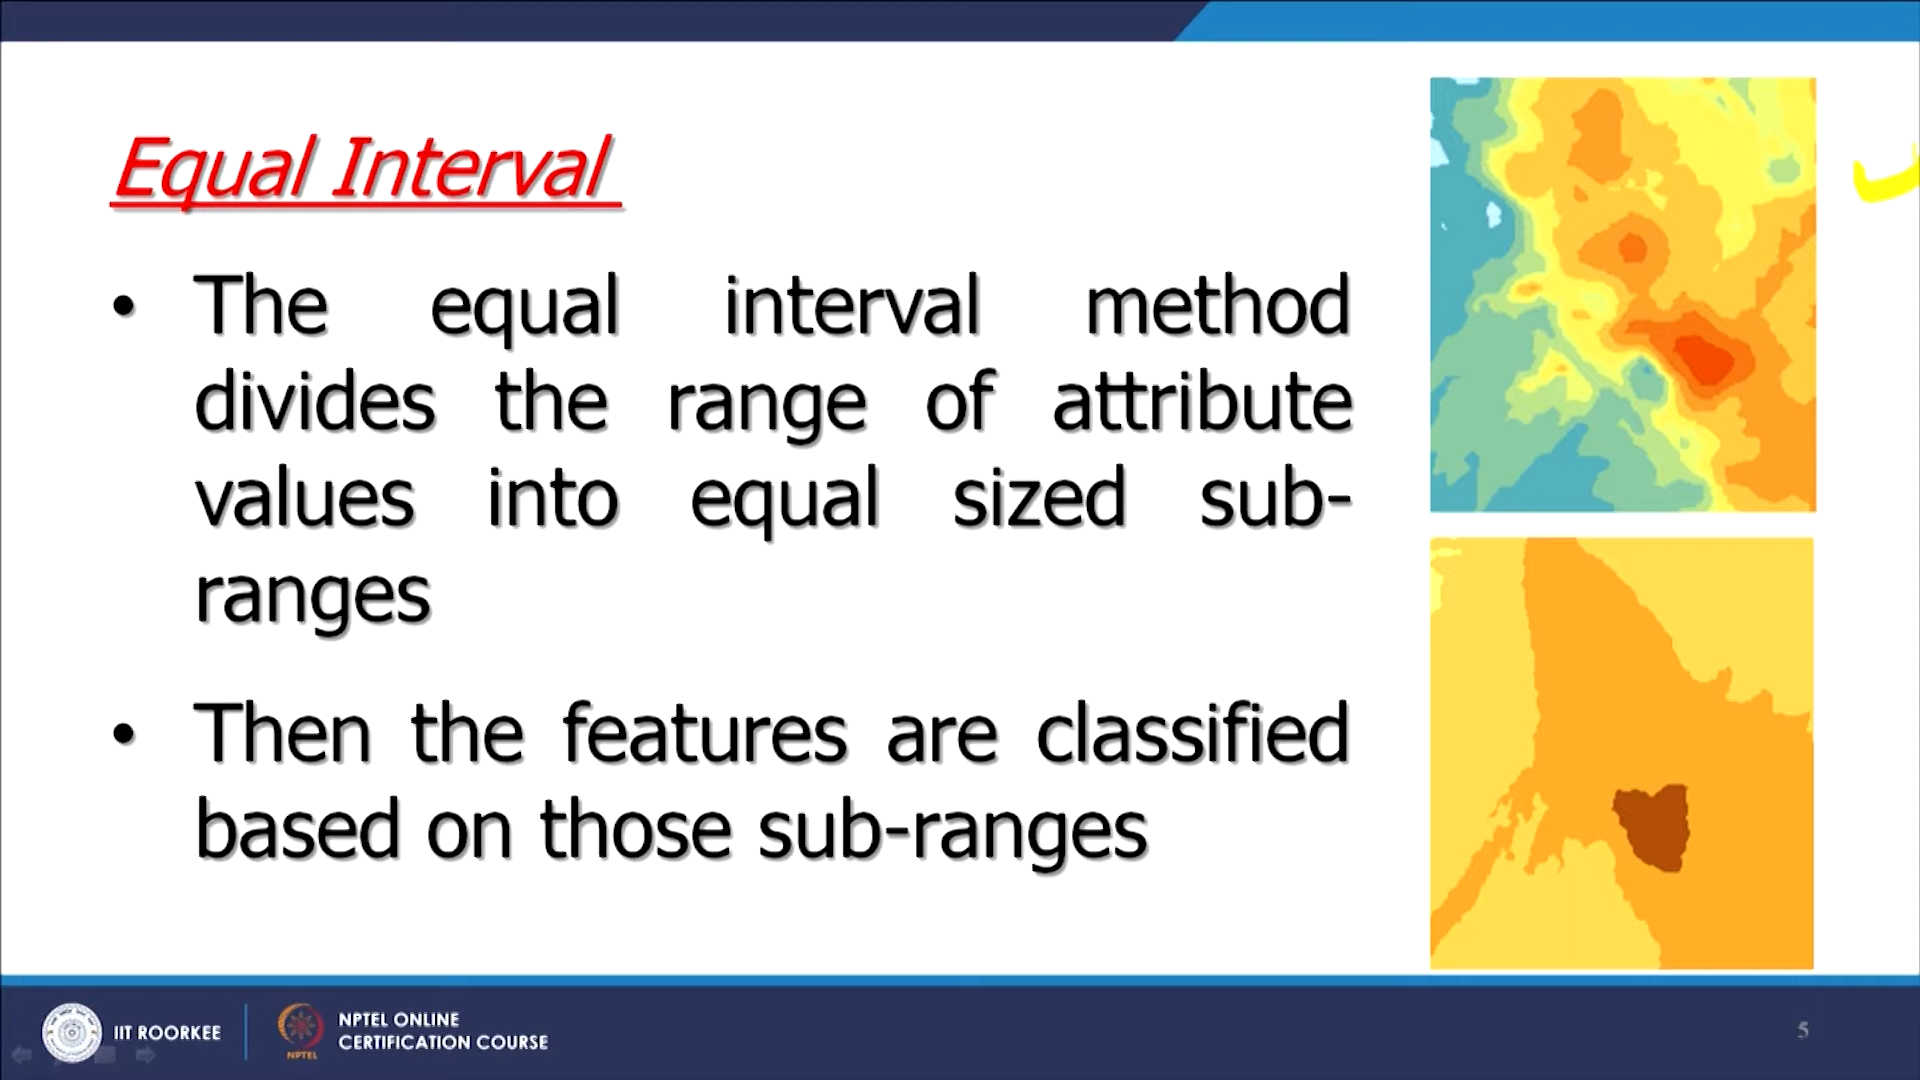 Equal Interval
• The equal interval method
divides the range of attribute
values into equal sized sub-
ranges
• Then the features are classified
based on those sub-ranges
IIT ROORKEE
NPTEL
NPTEL ONLINE
CERTIFICATION COURSE
5